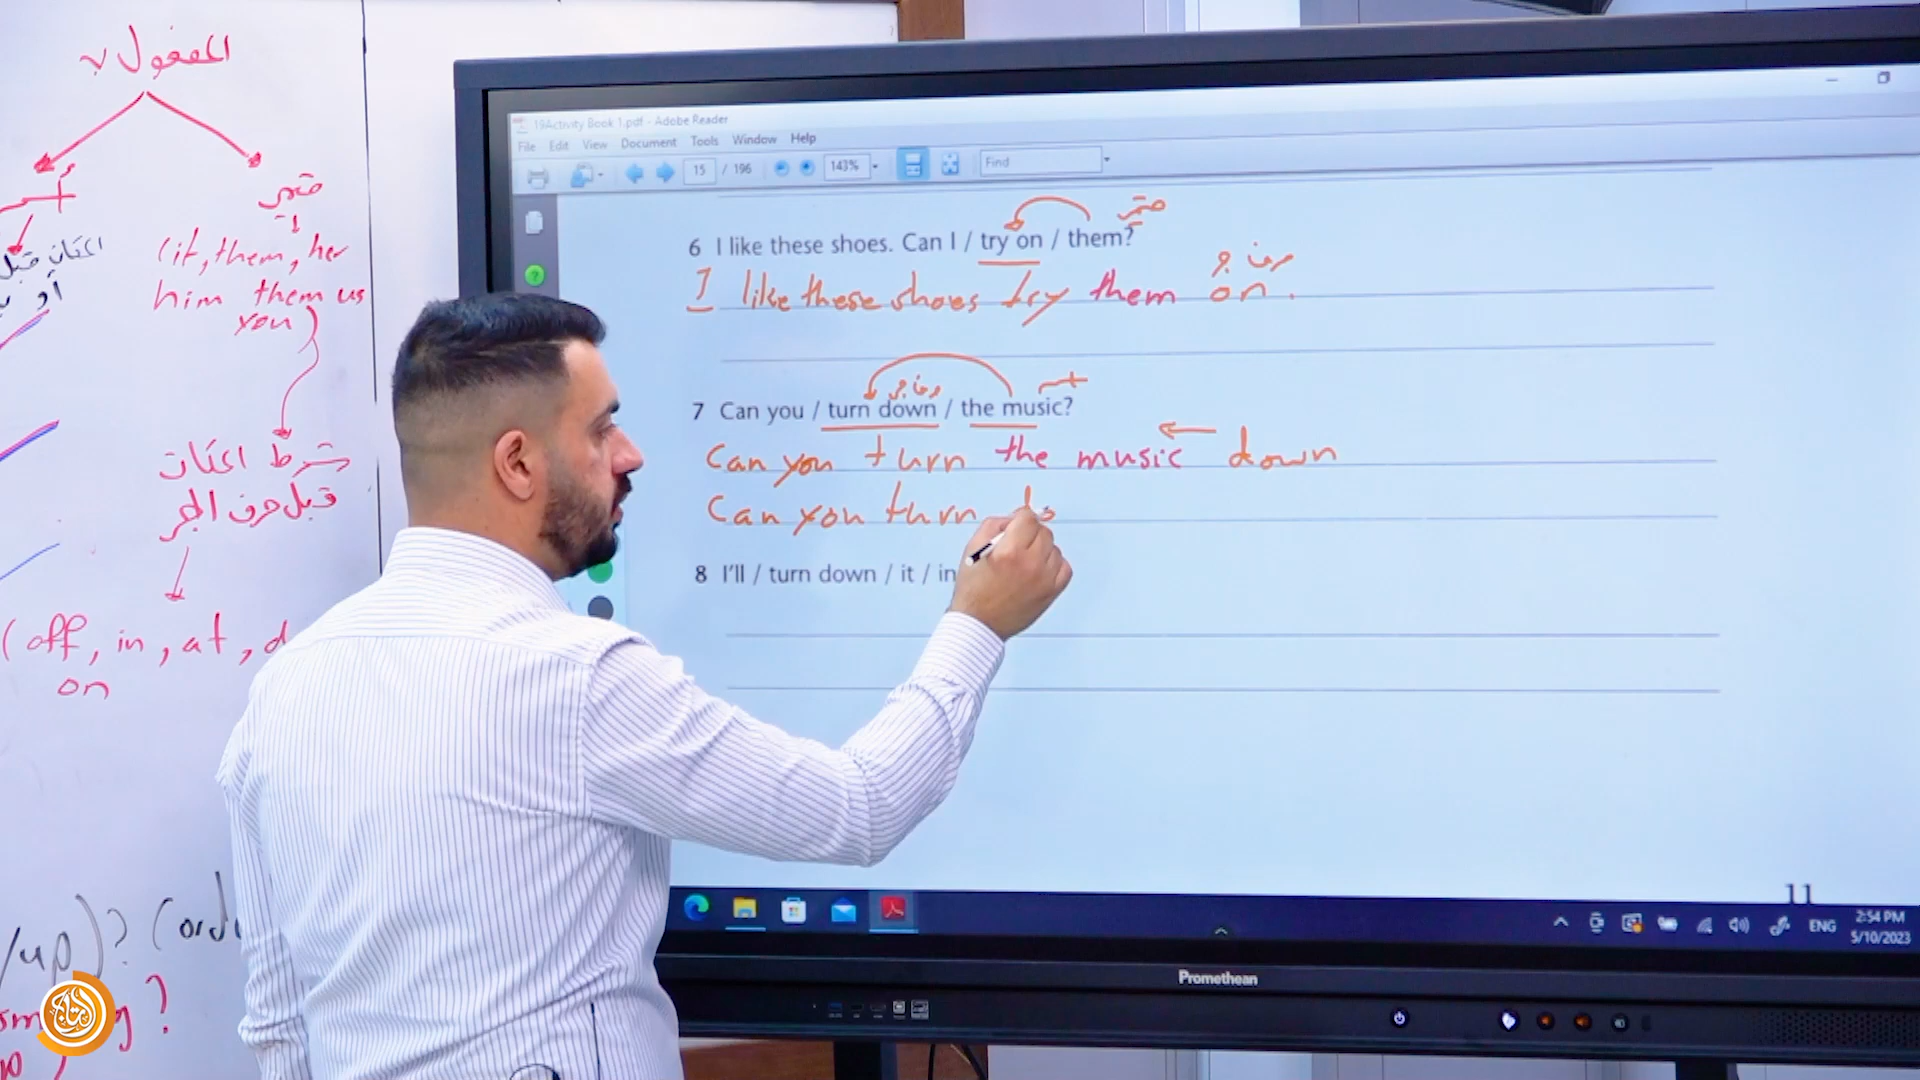 المفعول به
ضمير
(it, them, her
him them us
you
شرط اعتاب
قبل حرف الجر
(off, in, at, d
on
/up)? (
?
19Activity Book 1.pdf - Adobe Reader
File Edit View Document Tools Window Help
15 / 196 143% Find
ضمير
6 I like these shoes. Can I / try on / them?
حرف جر
I like these shoes try them on.
حرف جر
7 Can you / turn down / the music?
Can you turn the music down
Can you turn do
8 I'll / turn down / it / in
11
ENG 2:54 PM
5/10/2023
Promethean